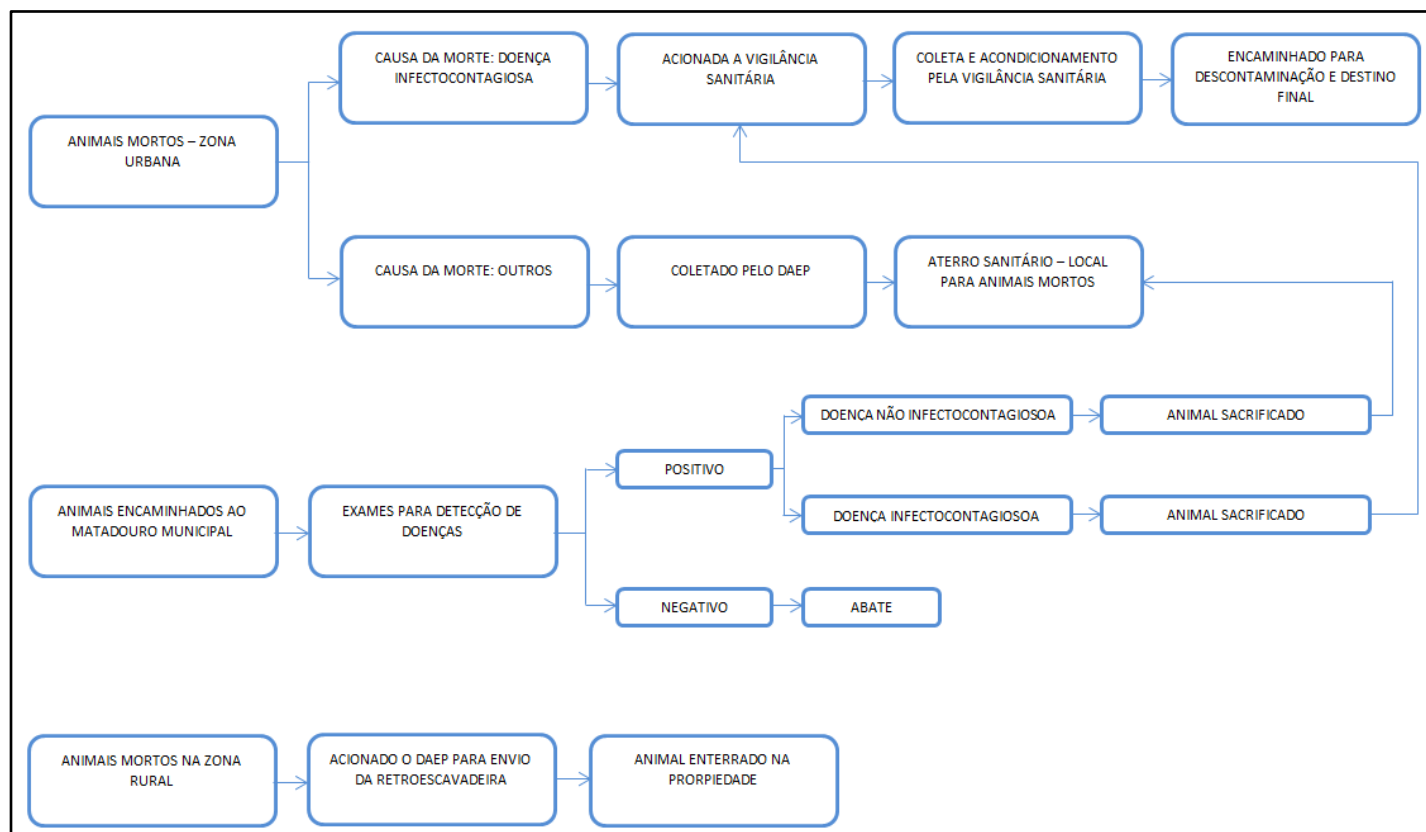 CAUSA DA MORTE: DOENÇA
INFECTOCONTAGIOSA
ACIONADA A VIGILÂNCIA
SANITÁRIA
COLETA E ACONDICIONAMENTO
PELA VIGILÂNCIA SANITÁRIA
ENCAMINHADO PARA
DESCONTAMINAÇÃO E DESTINO
FINAL
ANIMAIS MORTOS – ZONA
URBANA
CAUSA DA MORTE: OUTROS
COLETADO PELO DAEP
ATERRO SANITÁRIO – LOCAL
PARA ANIMAIS MORTOS
DOENÇA NÃO INFECTOCONTAGIOSOA
ANIMAL SACRIFICADO
POSITIVO
ANIMAIS ENCAMINHADOS AO
MATADOURO MUNICIPAL
EXAMES PARA DETECÇÃO DE
DOENÇAS
DOENÇA INFECTOCONTAGIOSOA
ANIMAL SACRIFICADO
NEGATIVO
ABATE
ANIMAIS MORTOS NA ZONA
RURAL
ACIONADO O DAEP PARA ENVIO
DA RETROESCAVADEIRA
ANIMAL ENTERRADO NA
PRORPIEDADE